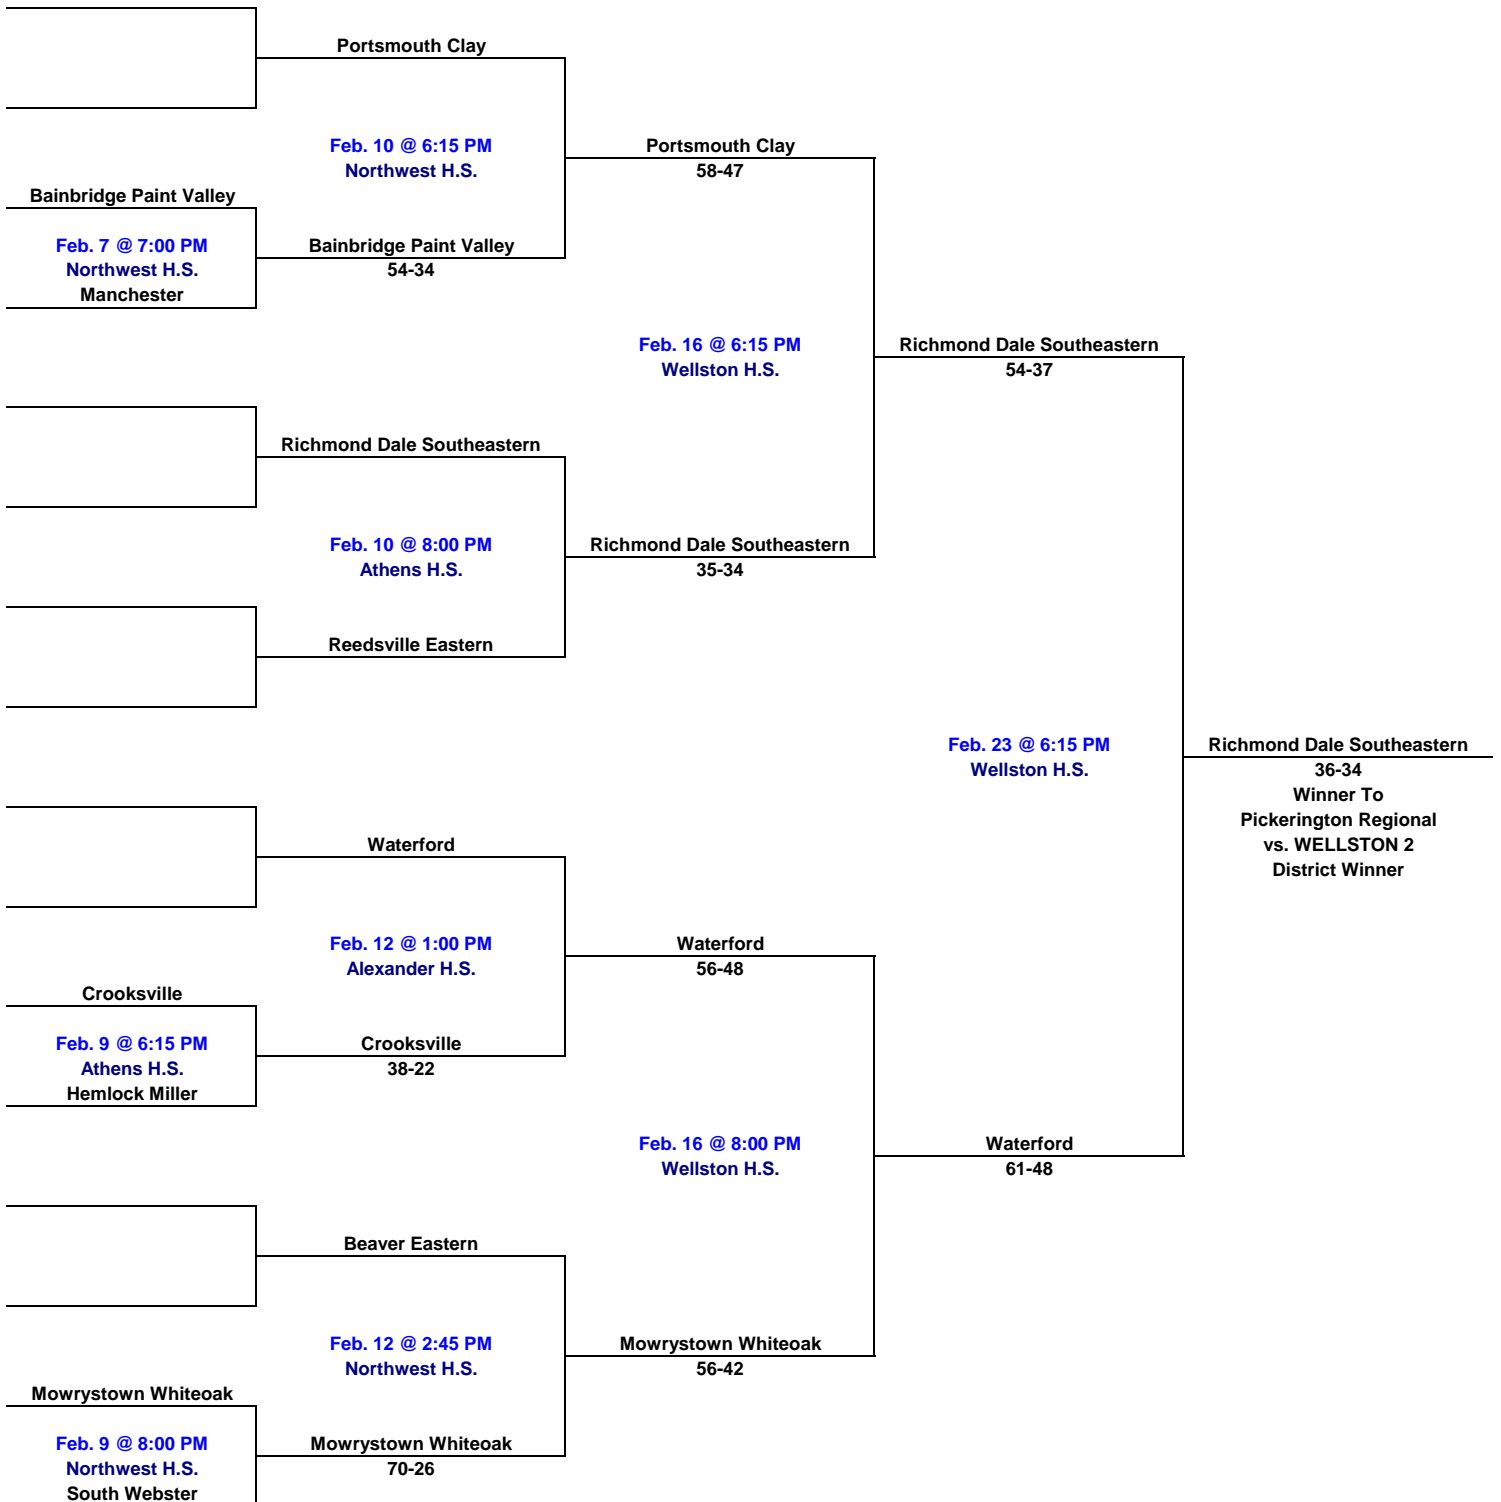 Portsmouth Clay
Feb. 10 @ 6:15 PM
Northwest H.S.
Portsmouth Clay
58-47
Bainbridge Paint Valley
Feb. 7 @ 7:00 PM
Northwest H.S.
Manchester
Bainbridge Paint Valley
54-34
Feb. 16 @ 6:15 PM
Wellston H.S.
Richmond Dale Southeastern
54-37
Richmond Dale Southeastern
Feb. 10 @ 8:00 PM
Athens H.S.
Richmond Dale Southeastern
35-34
Reedsville Eastern
Feb. 23 @ 6:15 PM
Wellston H.S.
Richmond Dale Southeastern
36-34
Winner To
Pickerington Regional
vs. WELLSTON 2
District Winner
Waterford
Feb. 12 @ 1:00 PM
Alexander H.S.
Waterford
56-48
Crooksville
Feb. 9 @ 6:15 PM
Athens H.S.
Hemlock Miller
Crooksville
38-22
Feb. 16 @ 8:00 PM
Wellston H.S.
Waterford
61-48
Beaver Eastern
Feb. 12 @ 2:45 PM
Northwest H.S.
Mowrystown Whiteoak
56-42
Mowrystown Whiteoak
Feb. 9 @ 8:00 PM
Northwest H.S.
South Webster
Mowrystown Whiteoak
70-26